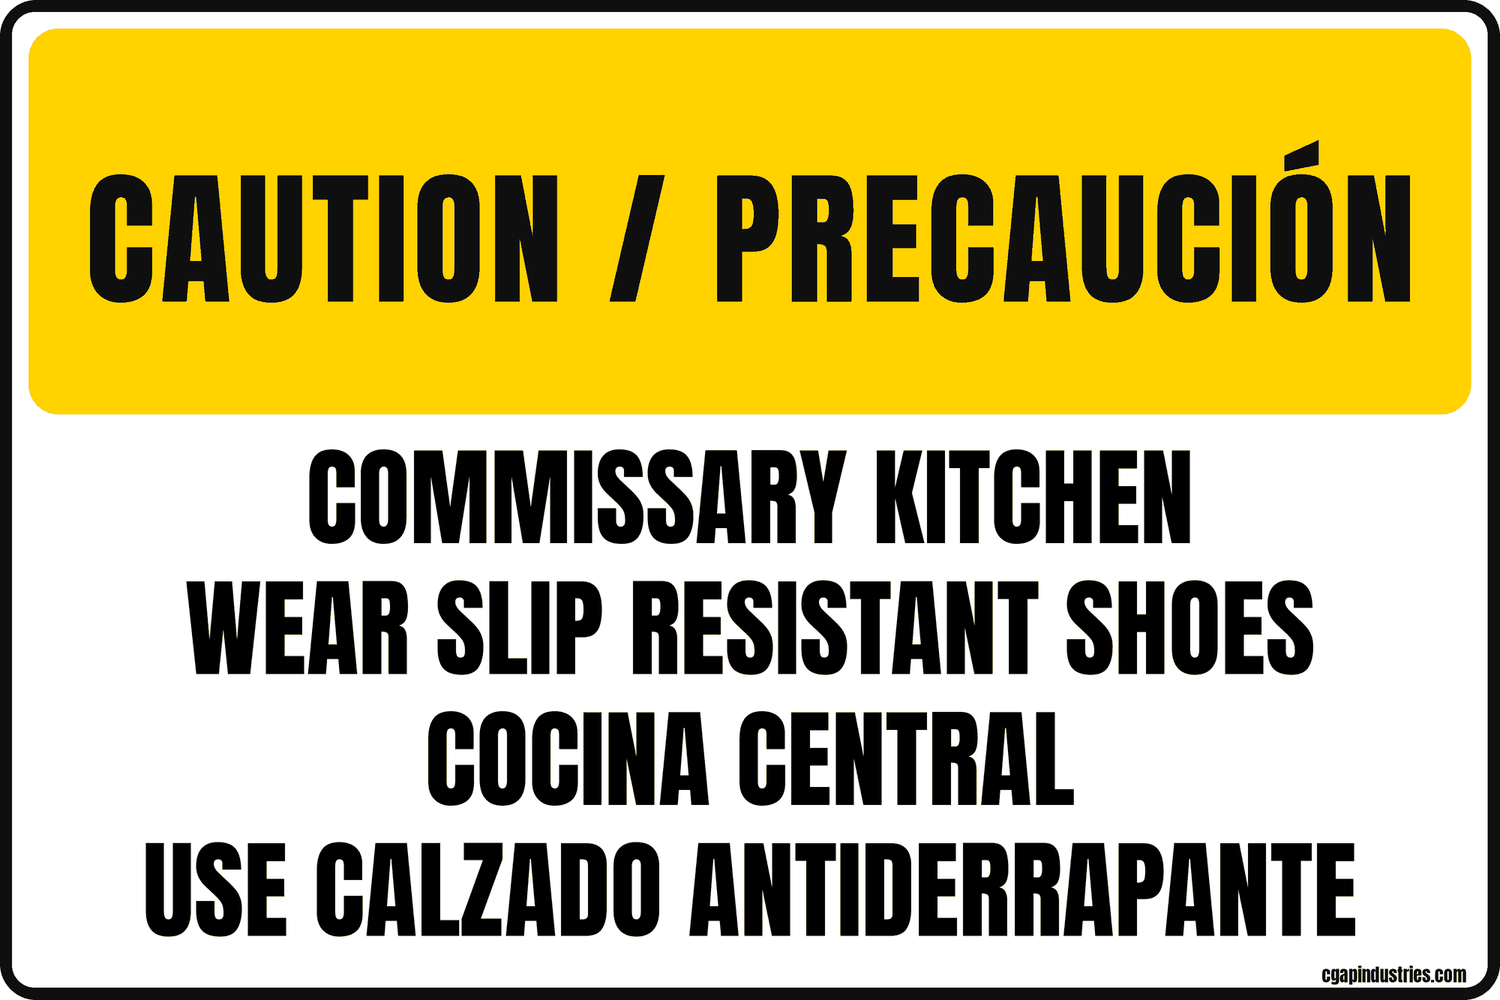 CAUTION / PRECAUCIÓN
COMMISSARY KITCHEN
WEAR SLIP RESISTANT SHOES
COCINA CENTRAL
USE CALZADO ANTIDERRAPANTE
cgapindustries.com